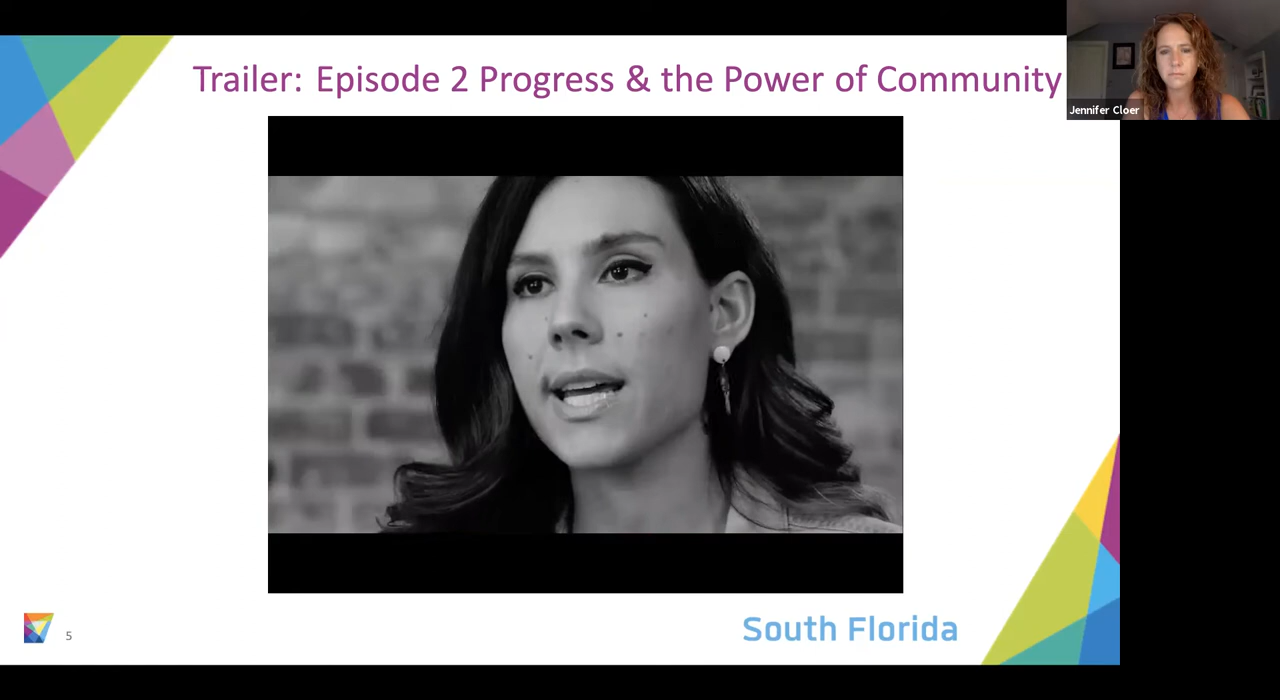 Trailer: Episode 2 Progress & the Power of Community
Jennifer Cloer
5
South Florida